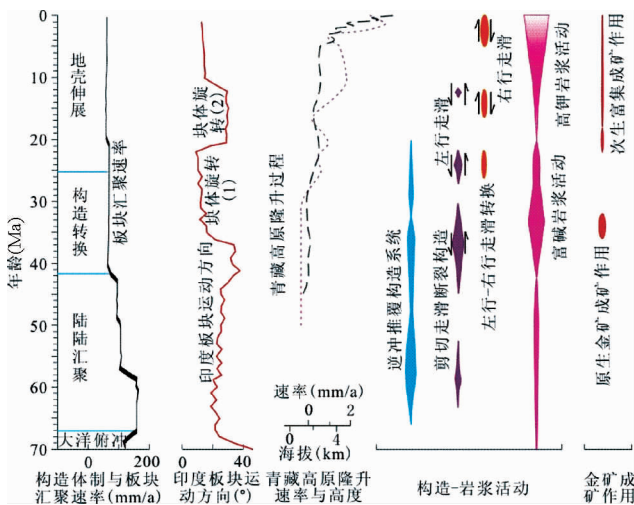 年龄(Ma)
0
10
20
30
40
50
60
70
地壳伸展
构造转换
陆陆汇聚
大洋俯冲
板块汇聚速率
0 200
构造体制与板块
汇聚速率(mm/a)
块体旋转(2)
块体旋转(1)
印度板块运动方向
0 40
印度板块运
动方向(°)
青藏高原隆升过程
速率(mm/a)
0 2
0 4
海拔(km)
青藏高原隆升
速率与高度
逆冲推覆构造系统
剪切走滑断裂构造
左行走滑
左行-右行走滑转换
右行走滑
高钾岩浆活动
富碱岩浆活动
构造-岩浆活动
次生富集成矿作用
原生金矿成矿作用
金矿成
矿作用